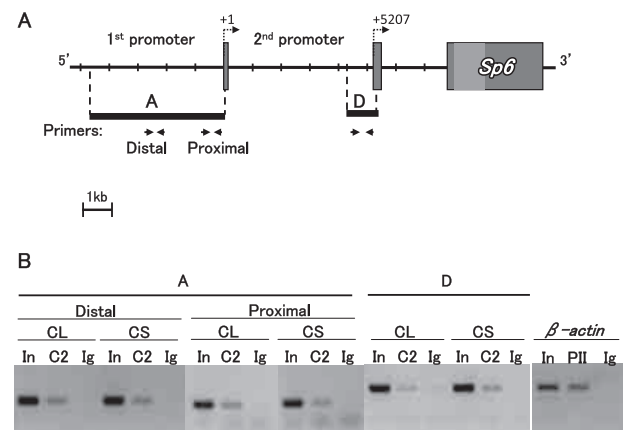 A
+1
+5207
1st promoter
2nd promoter
5’
Sp6
3’
A
D
Primers:
Distal
Proximal
1kb
B
A
D
Distal
Proximal
CL
CS
CL
CS
CL
CS
β-actin
In C2 Ig
In C2 Ig
In C2 Ig
In C2 Ig
In C2 Ig
In C2 Ig
In PII Ig